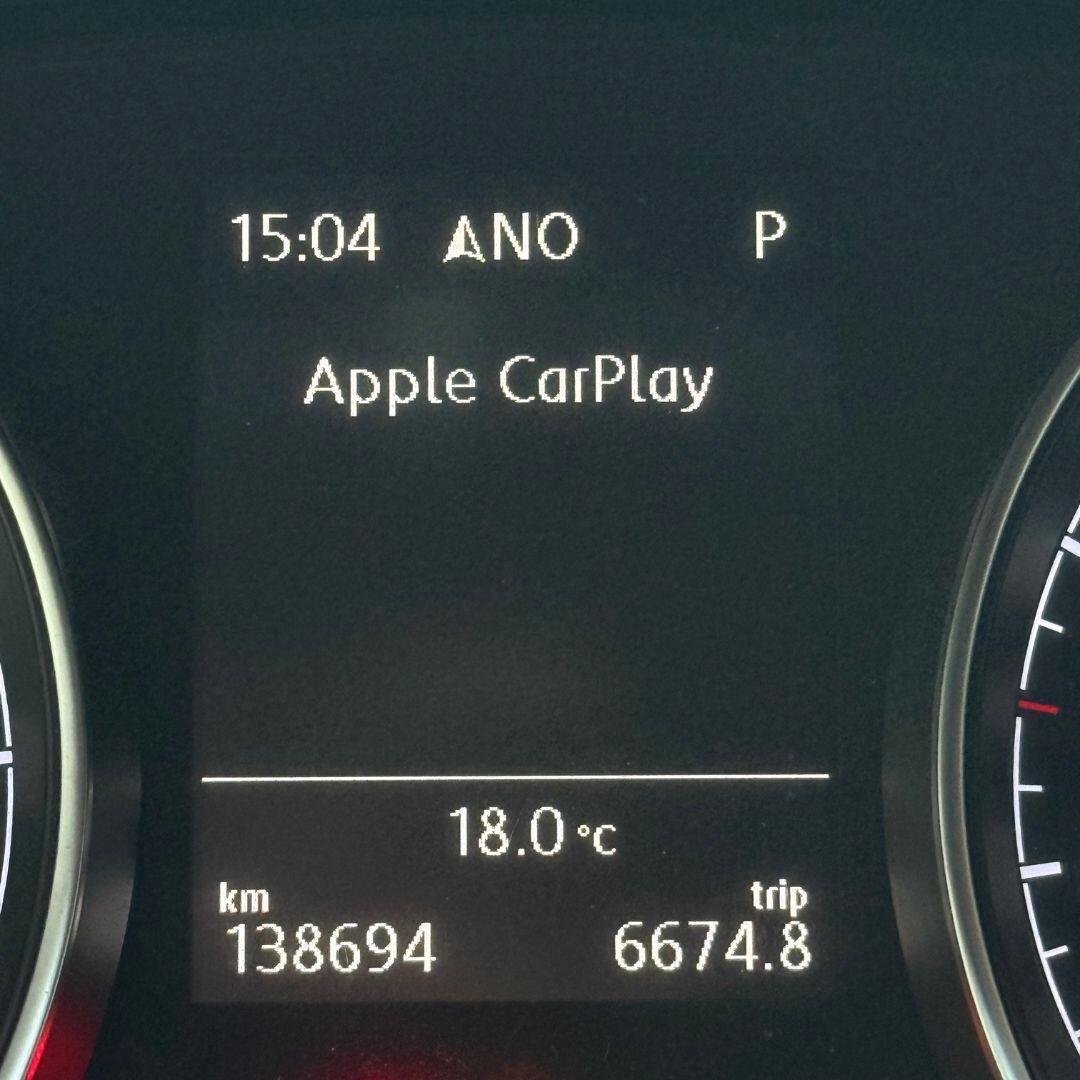 15:04 NO P
Apple CarPlay
18.0 °C
km trip
138694 6674.8